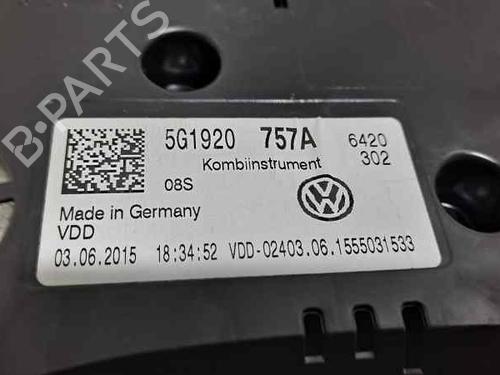 5G1920 757A 6420
Kombiinstrument 302
08S
Made in Germany
VDD
03.06.2015 18:34:52 VDD-02403.06.1555031533
B-PARTS